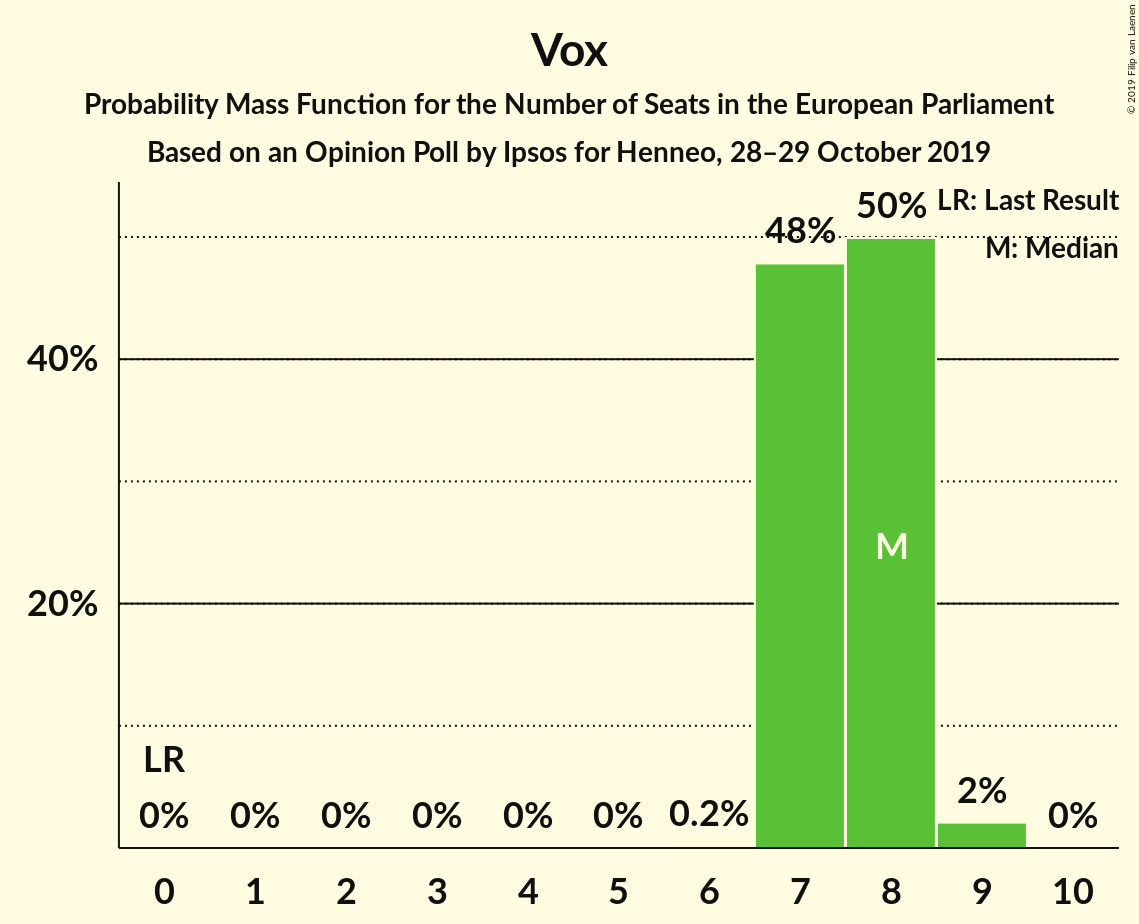 Vox
Probability Mass Function for the Number of Seats in the European Parliament
Based on an Opinion Poll by Ipsos for Henneo, 28–29 October 2019
© 2019 Filip van Laenen
LR: Last Result
M: Median
40%
20%
LR
0% 0% 0% 0% 0% 0% 0.2% 48% 50% 2% 0%
M
0 1 2 3 4 5 6 7 8 9 10